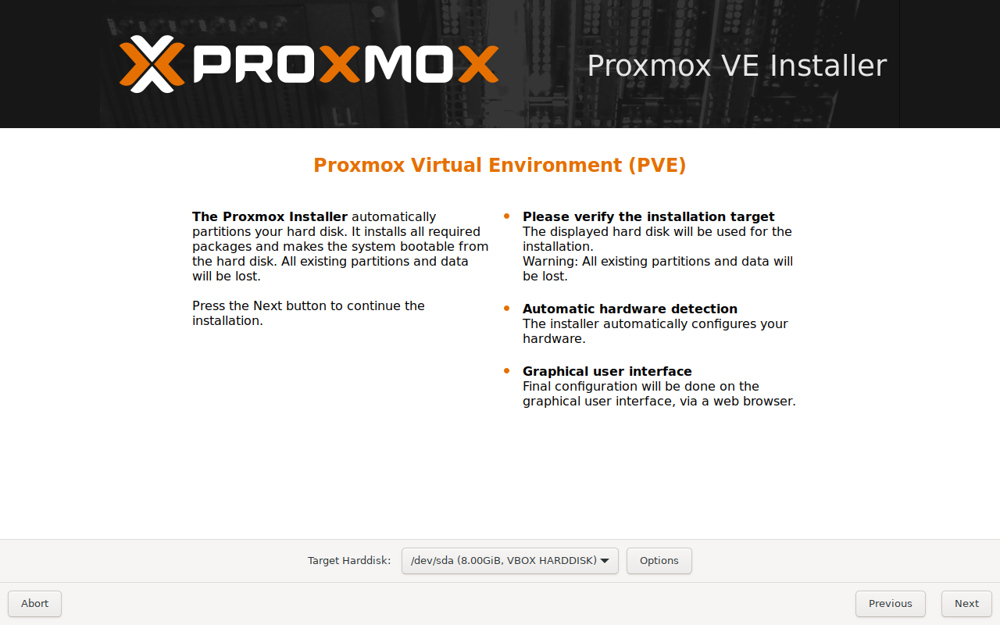 PROXMOX
Proxmox VE Installer
Proxmox Virtual Environment (PVE)
The Proxmox Installer automatically
partitions your hard disk. It installs all required
packages and makes the system bootable from
the hard disk. All existing partitions and data
will be lost.
Press the Next button to continue the
installation.
Please verify the installation target
The displayed hard disk will be used for the
installation.
Warning: All existing partitions and data will
be lost.
Automatic hardware detection
The installer automatically configures your
hardware.
Graphical user interface
Final configuration will be done on the
graphical user interface, via a web browser.
Target Harddisk: /dev/sda (8.00GiB, VBOX HARDDISK) Options
Abort Previous Next